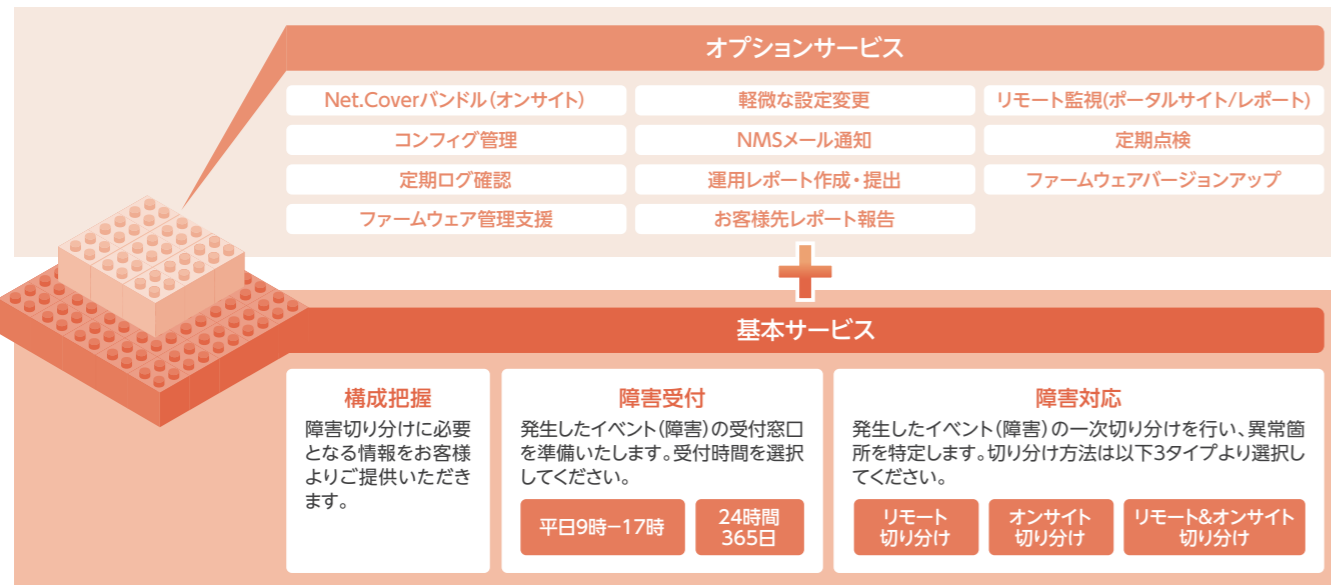 オプションサービス
Net.Coverバンドル(オンサイト)
軽微な設定変更
リモート監視(ポータルサイト/レポート)
コンフィグ管理
NMSメール通知
定期点検
定期ログ確認
運用レポート作成・提出
ファームウェアバージョンアップ
ファームウェア管理支援
お客様先レポート報告
基本サービス
構成把握
障害切り分けに必要
となる情報をお客様
よりご提供いただき
ます。
障害受付
発生したイベント(障害)の受付窓口
を準備いたします。受付時間を選択
してください。
平日9時−17時
24時間
365日
障害対応
発生したイベント(障害)の一次切り分けを行い、異常箇
所を特定します。切り分け方法は以下3タイプより選択し
てください。
リモート
切り分け
オンサイト
切り分け
リモート&オンサイト
切り分け